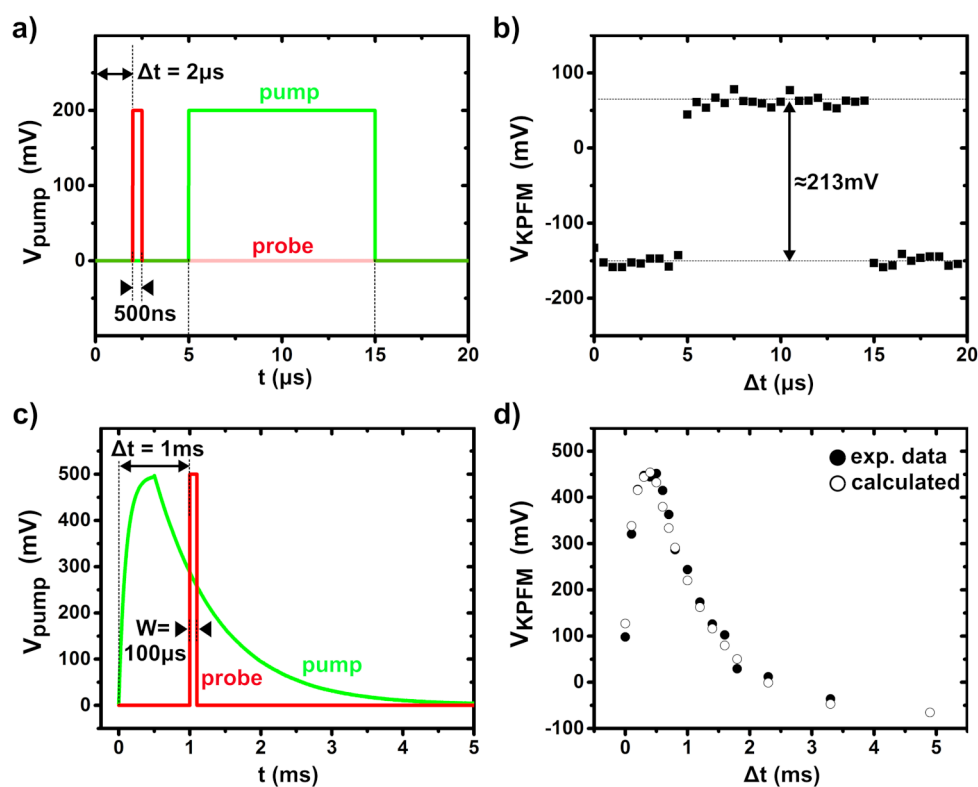 a)
Δt = 2µs
pump
probe
500ns
200
100
0
V_pump (mV)
0
5
10
15
20
t (µs)
b)
100
0
-100
-200
V_KPFM (mV)
≈213mV
0
5
10
15
20
Δt (µs)
c)
Δt = 1ms
500
400
300
200
100
0
V_pump (mV)
W=
100µs
probe
pump
0
1
2
3
4
5
t (ms)
d)
exp. data
calculated
500
400
300
200
100
0
-100
V_KPFM (mV)
0
1
2
3
4
5
Δt (ms)